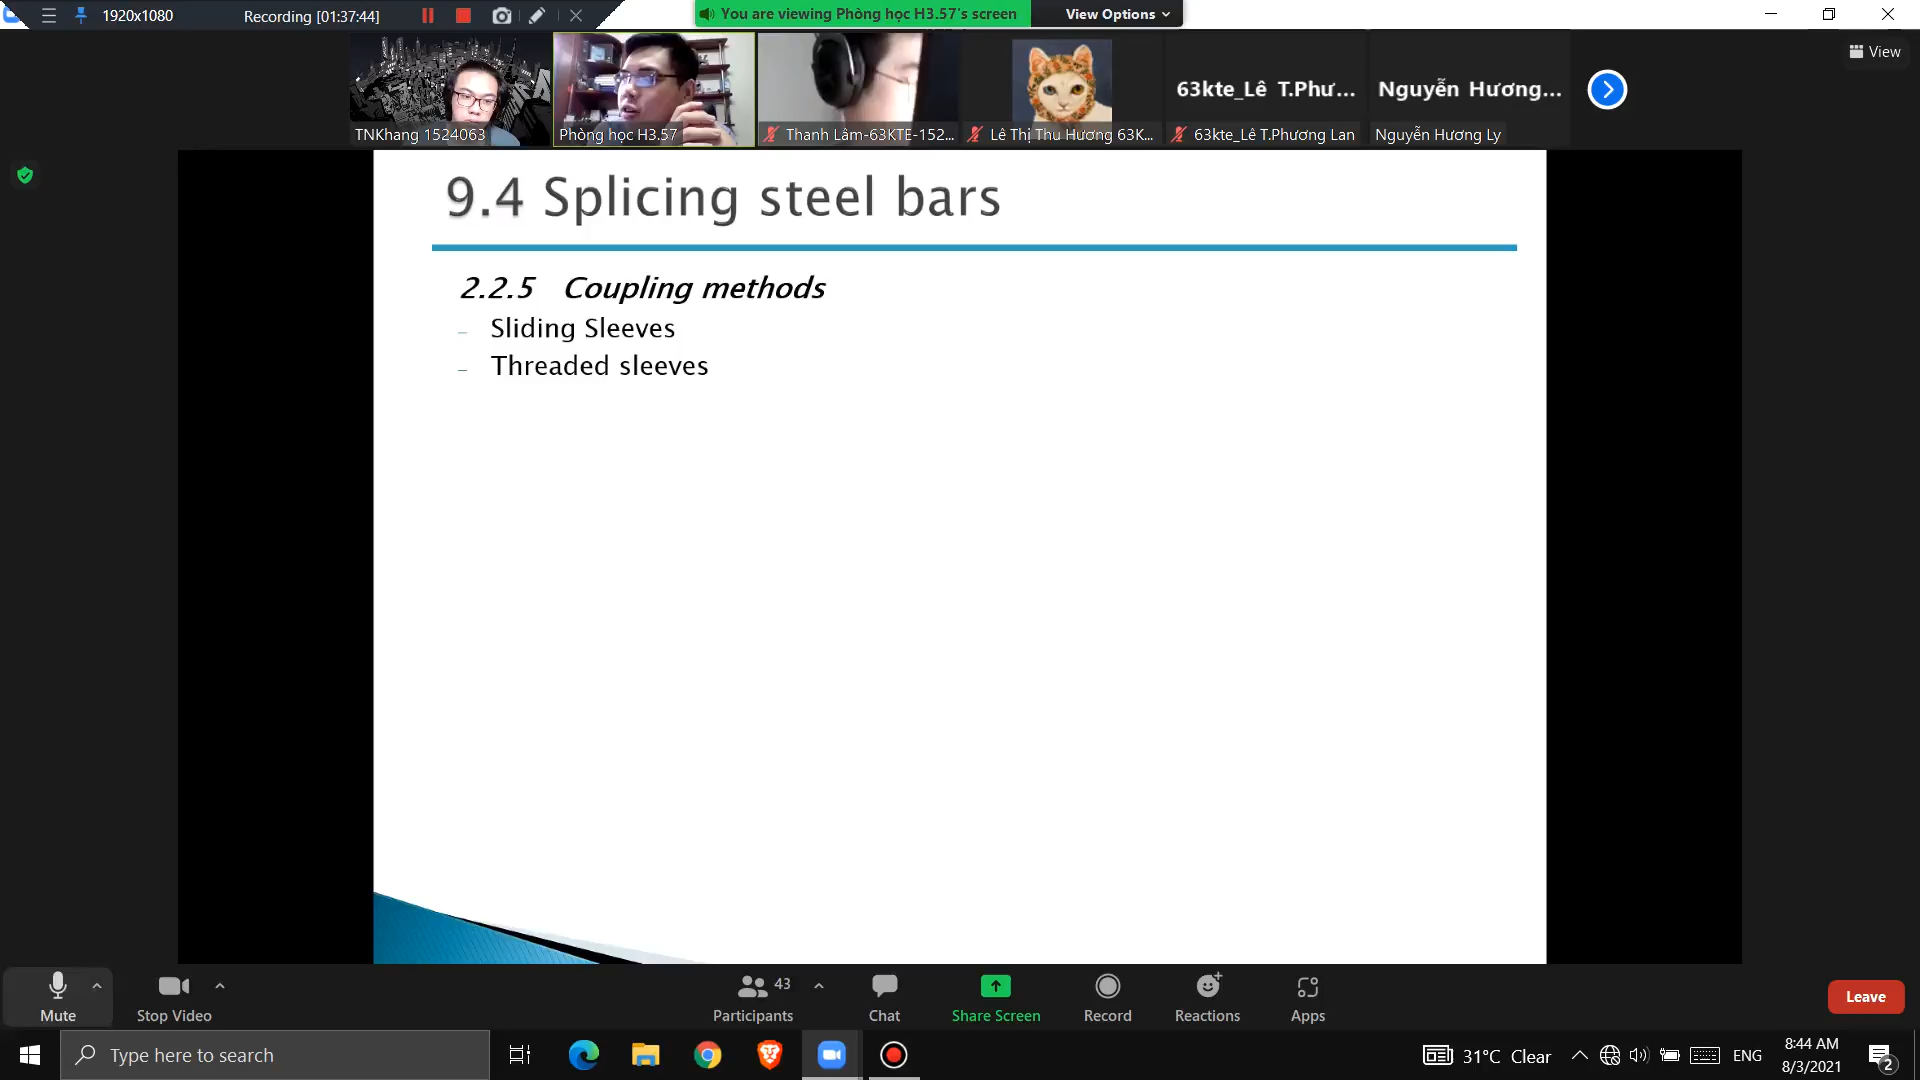 1920x1080
Recording [01:37:44]
You are viewing Phòng học H3.57's screen
View Options
View
63kte_Lê T.Phư...
Nguyễn Hương...
TNKhang 1524063
Phòng học H3.57
Thanh Lâm-63KTE-152...
Lê Thị Thu Hương 63K...
63kte_Lê T.Phương Lan
Nguyễn Hương Ly
9.4 Splicing steel bars
2.2.5 Coupling methods
– Sliding Sleeves
– Threaded sleeves
43
Mute
Stop Video
Participants
Chat
Share Screen
Record
Reactions
Apps
Leave
Type here to search
31°C Clear
ENG
8:44 AM
8/3/2021
2